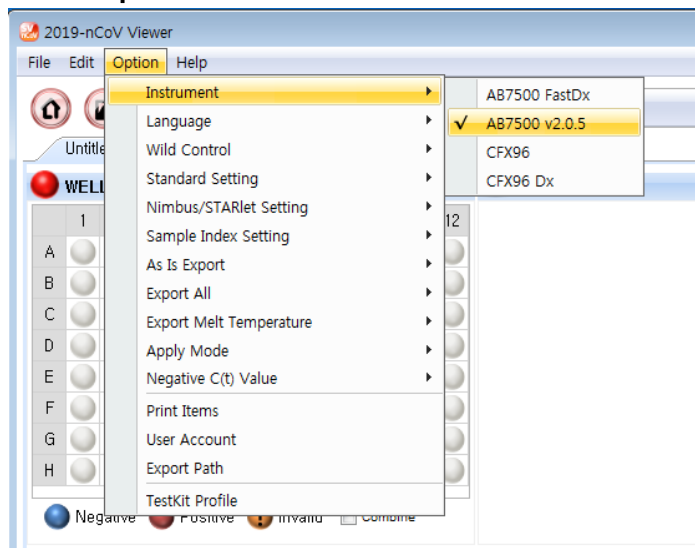 2019-nCoV Viewer
File Edit Option Help
Instrument
AB7500 FastDx
Language
✓ AB7500 v2.0.5
Untitle
Wild Control
CFX96
WELL
Standard Setting
CFX96 Dx
Nimbus/STARlet Setting
1 12
Sample Index Setting
A
As Is Export
B
Export All
C
Export Melt Temperature
D
Apply Mode
E
Negative C(t) Value
F
Print Items
G
User Account
H
Export Path
TestKit Profile
Negative Positive Invalid Combine